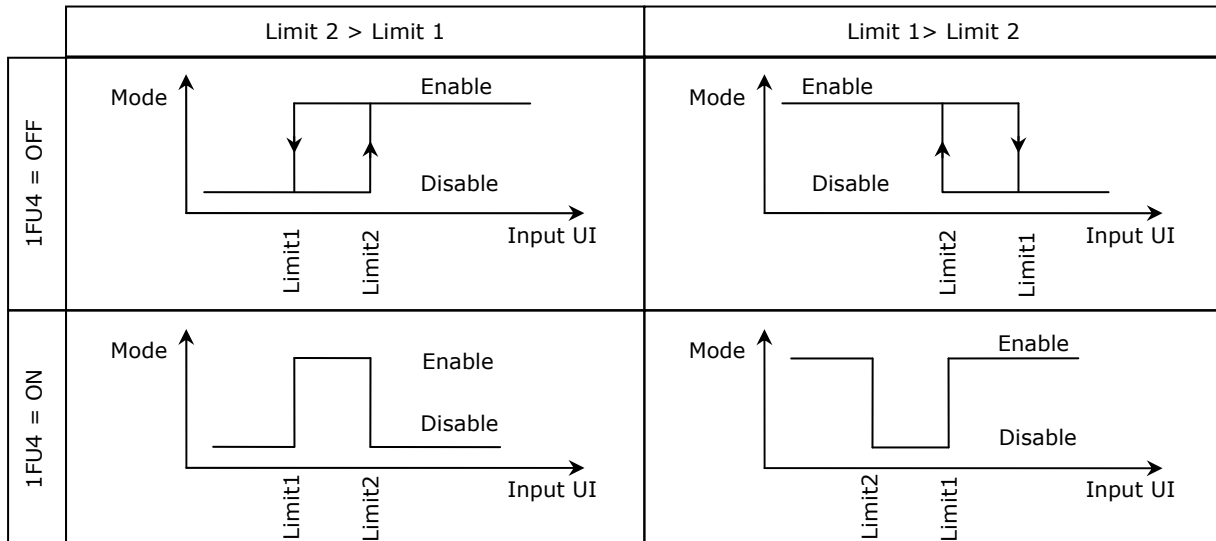 Limit 2 > Limit 1
Limit 1> Limit 2
1FU4 = OFF
Mode
Enable
Disable
Input UI
Limit1
Limit2
Mode
Enable
Disable
Input UI
Limit2
Limit1
1FU4 = ON
Mode
Enable
Disable
Input UI
Limit1
Limit2
Mode
Enable
Disable
Input UI
Limit2
Limit1